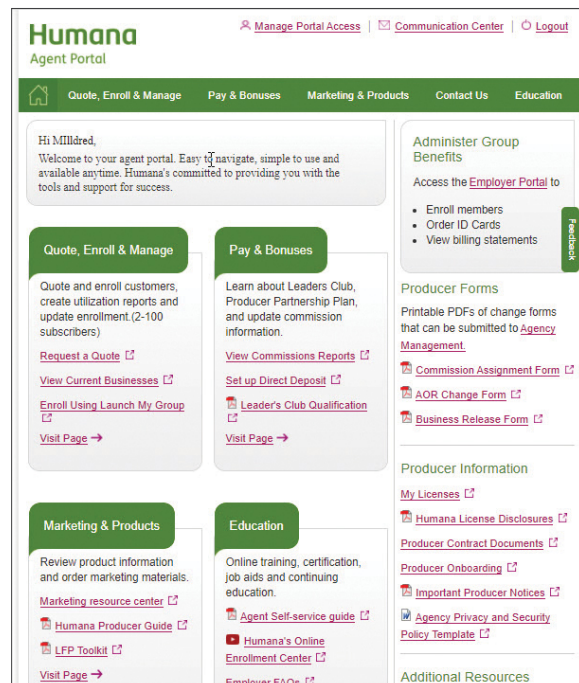 Humana
Agent Portal
Manage Portal Access
Communication Center
Logout
Quote, Enroll & Manage
Pay & Bonuses
Marketing & Products
Contact Us
Education
Hi MIlldred,
Welcome to your agent portal. Easy to navigate, simple to use and
available anytime. Humana's committed to providing you with the
tools and support for success.
Quote, Enroll & Manage
Quote and enroll customers,
create utilization reports and
update enrollment.(2-100
subscribers)
Request a Quote
View Current Businesses
Enroll Using Launch My Group
Visit Page →
Pay & Bonuses
Learn about Leaders Club,
Producer Partnership Plan,
and update commission
information.
View Commissions Reports
Set up Direct Deposit
Leader's Club Qualification
Visit Page →
Marketing & Products
Review product information
and order marketing materials.
Marketing resource center
Humana Producer Guide
LFP Toolkit
Visit Page →
Education
Online training, certification,
job aids and continuing
education.
Agent Self-service guide
Humana's Online
Enrollment Center
Employer FAQs
Administer Group
Benefits
Access the Employer Portal to
• Enroll members
• Order ID Cards
• View billing statements
Feedback
Producer Forms
Printable PDFs of change forms
that can be submitted to Agency
Management.
Commission Assignment Form
AOR Change Form
Business Release Form
Producer Information
My Licenses
Humana License Disclosures
Producer Contract Documents
Producer Onboarding
Important Producer Notices
Agency Privacy and Security
Policy Template
Additional Resources